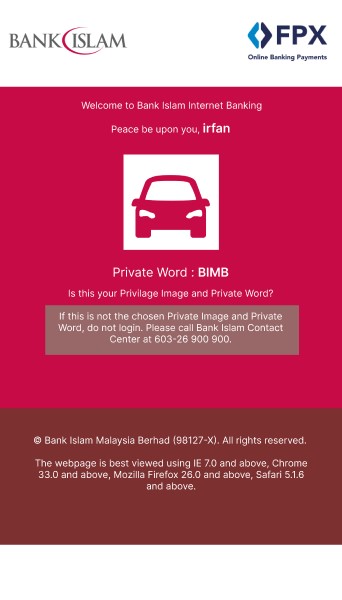 BANK ISLAM
FPX
Online Banking Payments
Welcome to Bank Islam Internet Banking
Peace be upon you, irfan
Private Word : BIMB
Is this your Privilage Image and Private Word?
If this is not the chosen Private Image and Private
Word, do not login. Please call Bank Islam Contact
Center at 603-26 900 900.
© Bank Islam Malaysia Berhad (98127-X). All rights reserved.
The webpage is best viewed using IE 7.0 and above, Chrome
33.0 and above, Mozilla Firefox 26.0 and above, Safari 5.1.6
and above.